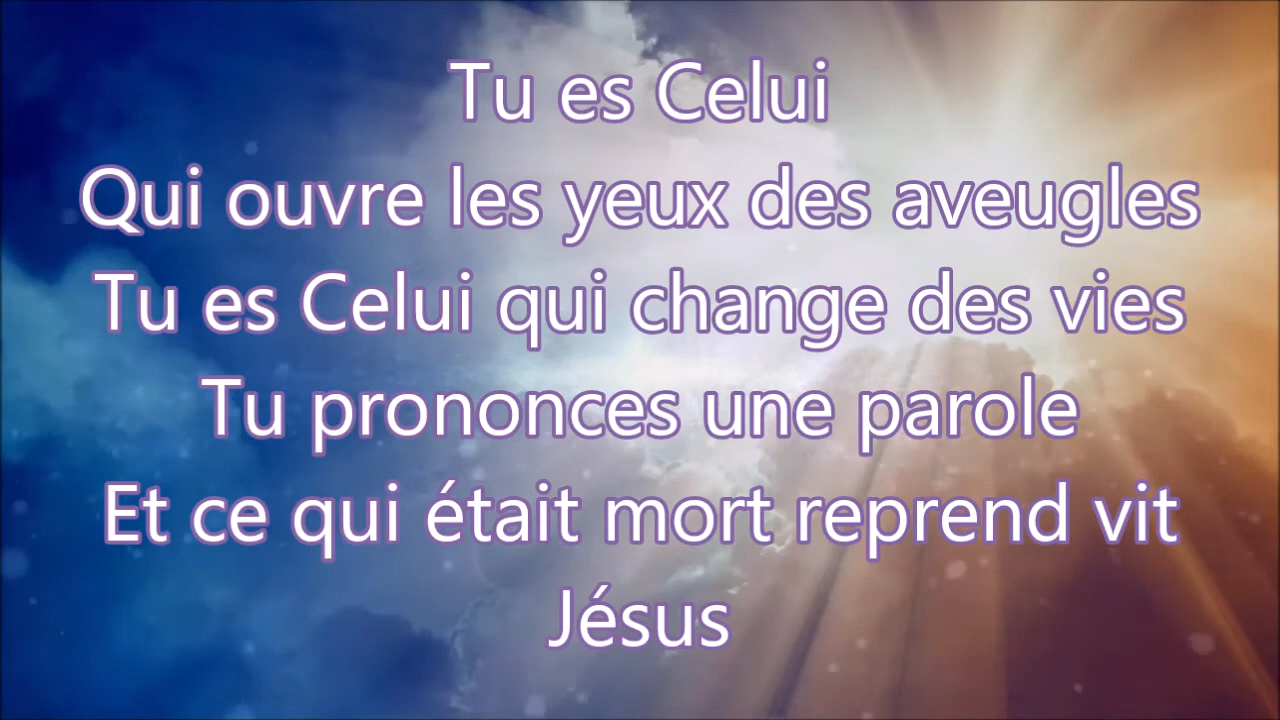 Tu es Celui
Qui ouvre les yeux des aveugles
Tu es Celui qui change des vies
Tu prononces une parole
Et ce qui était mort reprend vit
Jésus